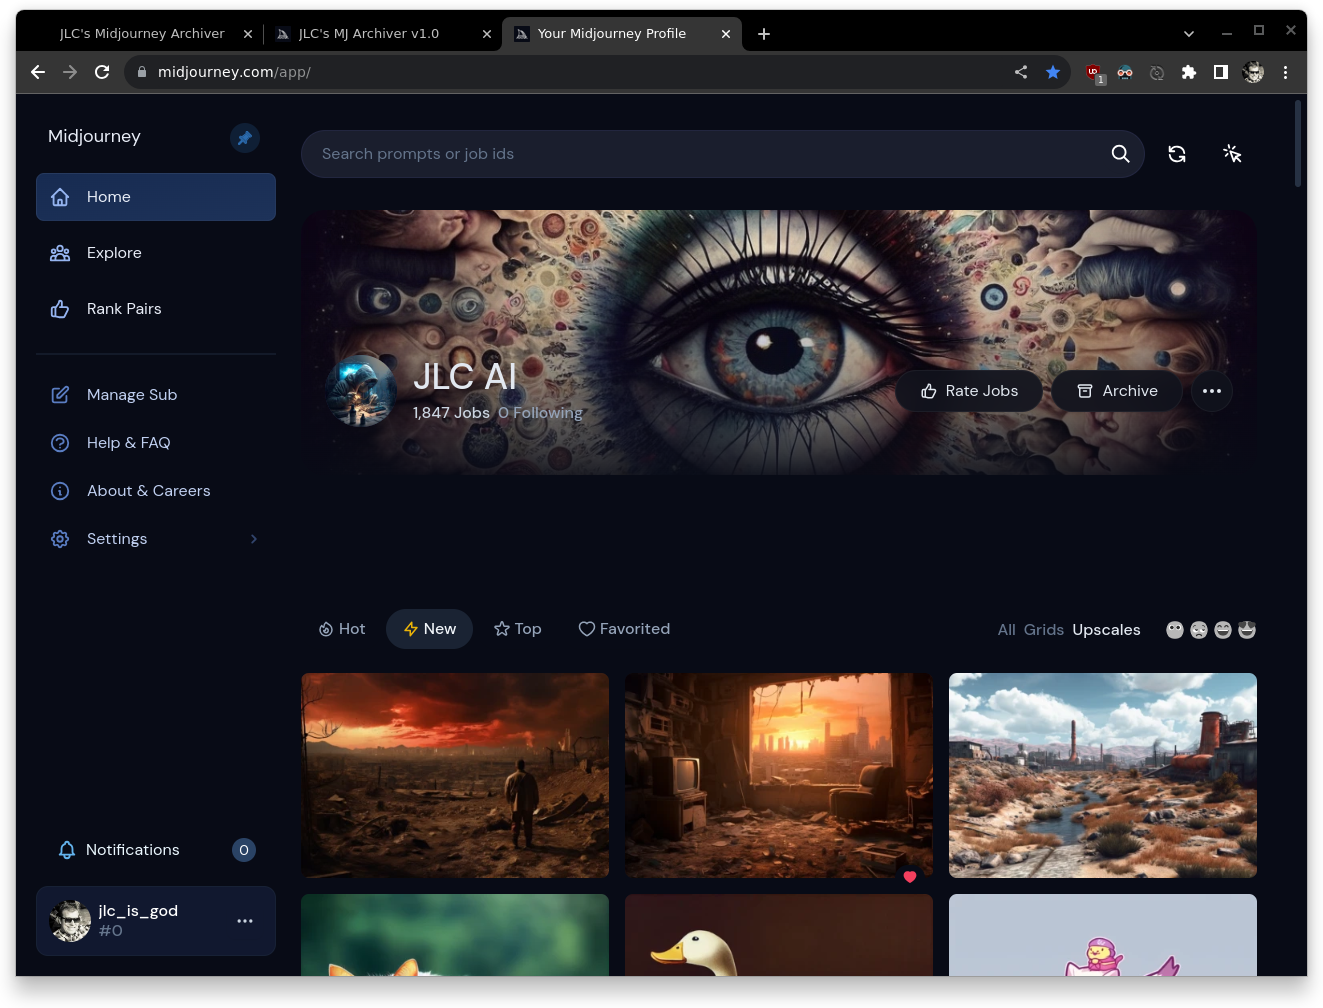 JLC's Midjourney Archiver
JLC's MJ Archiver v1.0
Your Midjourney Profile
midjourney.com/app/
1
Midjourney
Search prompts or job ids
Home
Explore
Rank Pairs
Manage Sub
Help & FAQ
About & Careers
Settings
JLC AI
1,847 Jobs 0 Following
Rate Jobs
Archive
Hot
New
Top
Favorited
All Grids Upscales
Notifications 0
jlc_is_god
#0